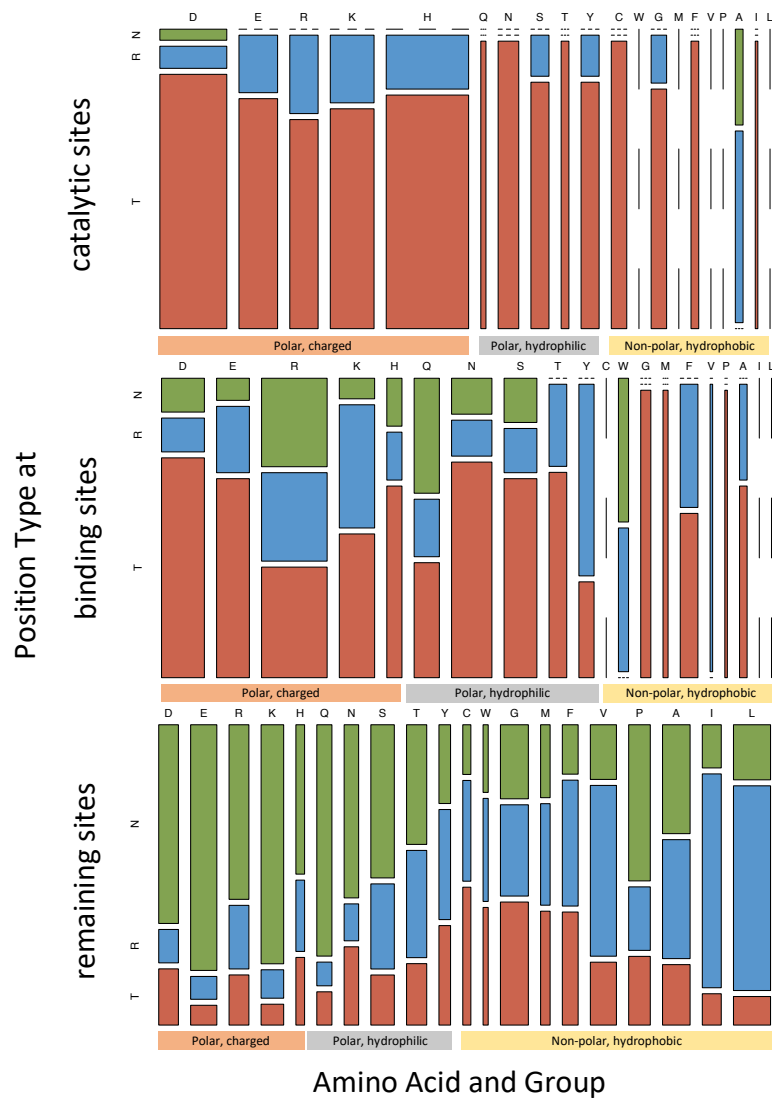 D E R K H Q N S T Y C W G M F V P A I L
N
R
T
catalytic sites
Polar, charged Polar, hydrophilic Non-polar, hydrophobic
D E R K H Q N S T Y C W G M F V P A I L
N
R
T
Position Type at
binding sites
Polar, charged Polar, hydrophilic Non-polar, hydrophobic
D E R K H Q N S T Y C W G M F V P A I L
N
R
T
remaining sites
Polar, charged Polar, hydrophilic Non-polar, hydrophobic
Amino Acid and Group